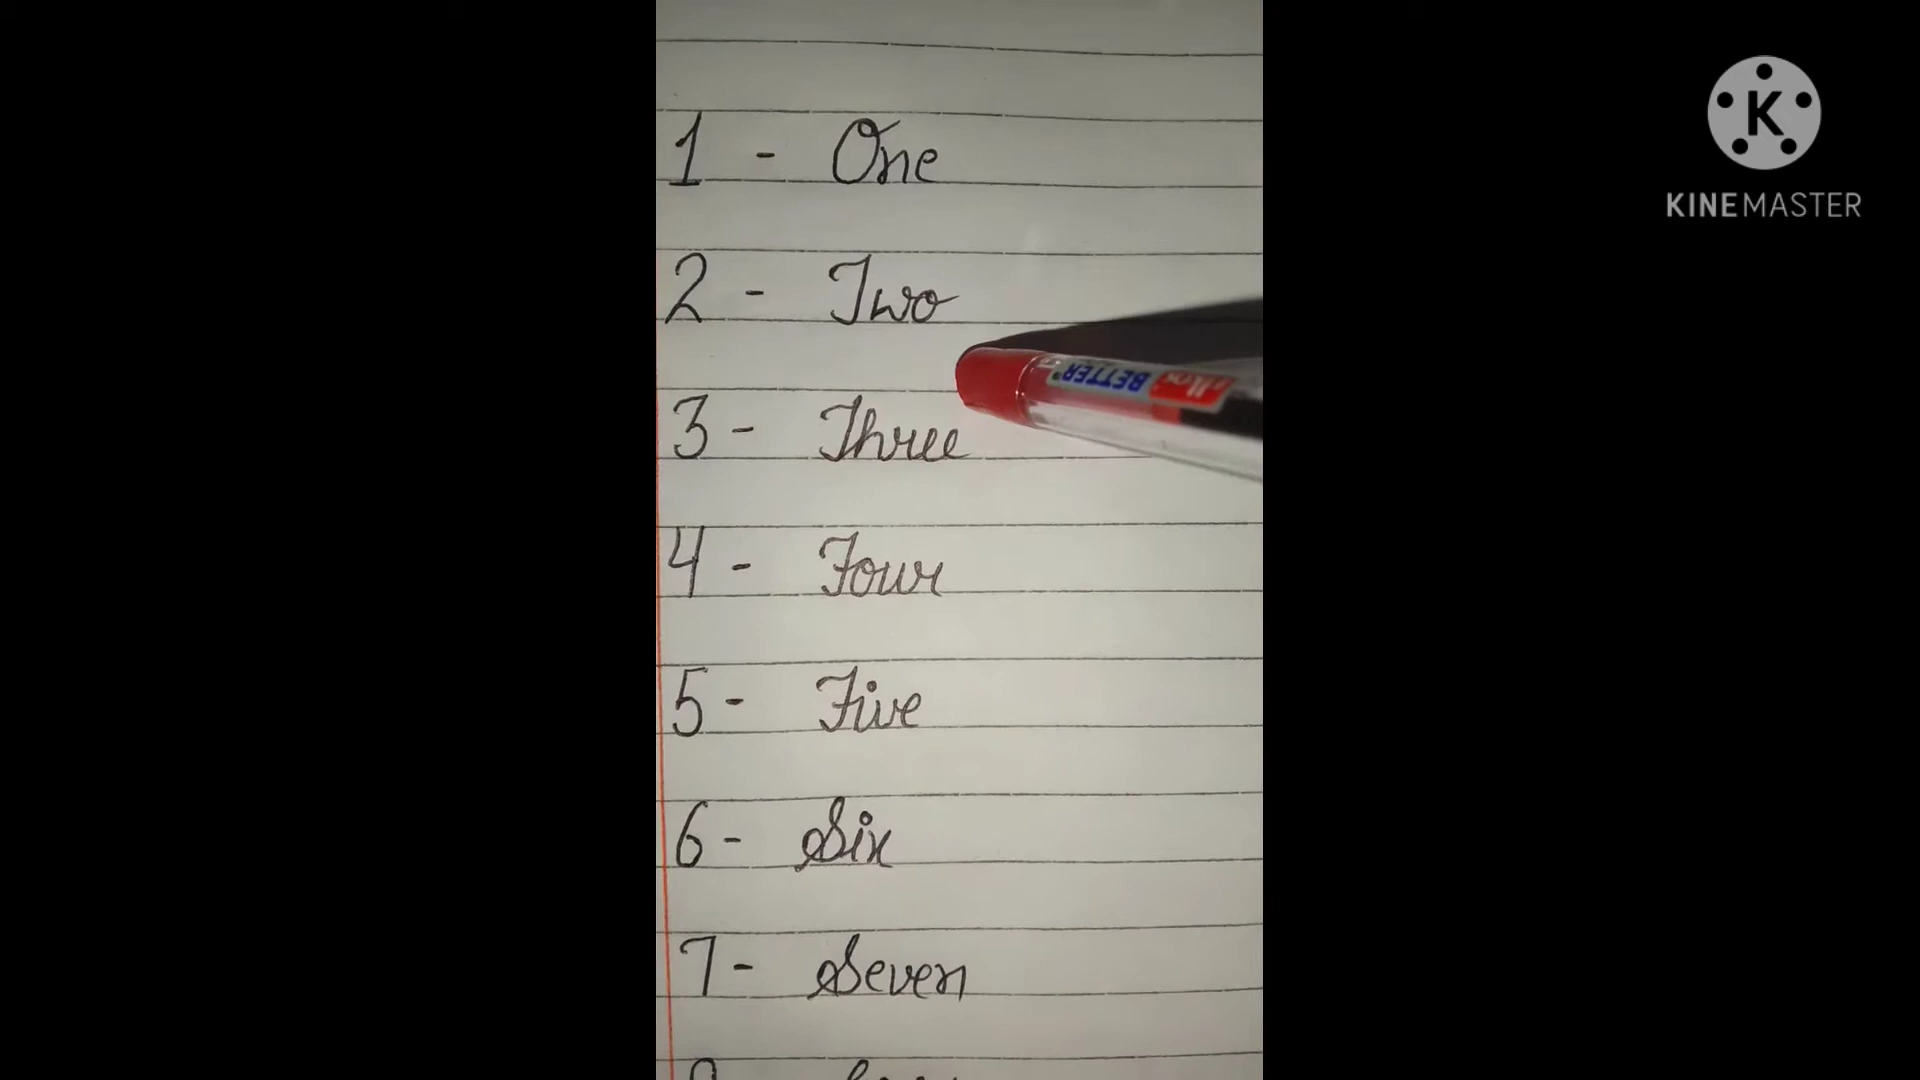 KINEMASTER
1 - One
2 - Two
BETTER
3 - Three
4 - Four
5 - Five
6 - Six
7 - Seven